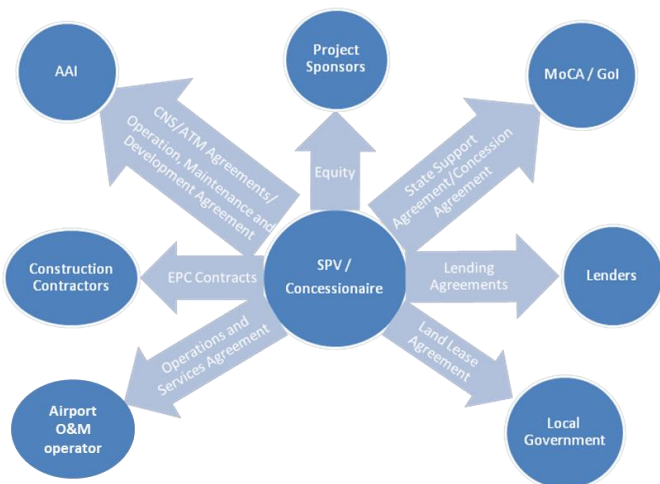 AAI
Project
Sponsors
MoCA / GoI
CNS/ATM Agreements/
Operation, Maintenance and
Development Agreement
Equity
State Support
Agreement/Concession
Agreement
Construction
Contractors
EPC Contracts
SPV /
Concessionaire
Lending
Agreements
Lenders
Operations and
Services Agreement
Land Lease
Agreement
Airport
O&M
operator
Local
Government